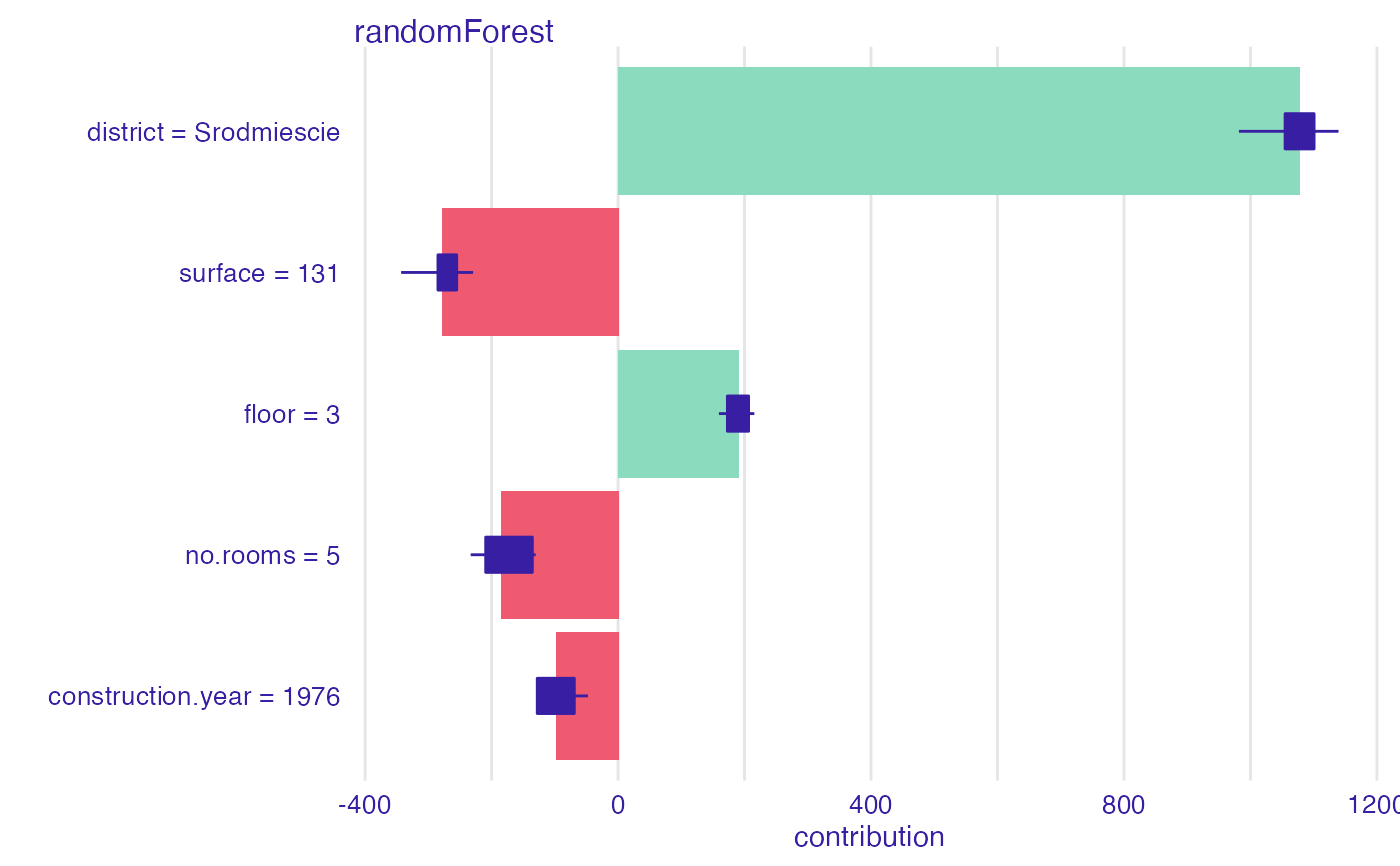 randomForest
district = Srodmiescie
surface = 131
floor = 3
no.rooms = 5
construction.year = 1976
-400 0 400 800 1200
contribution